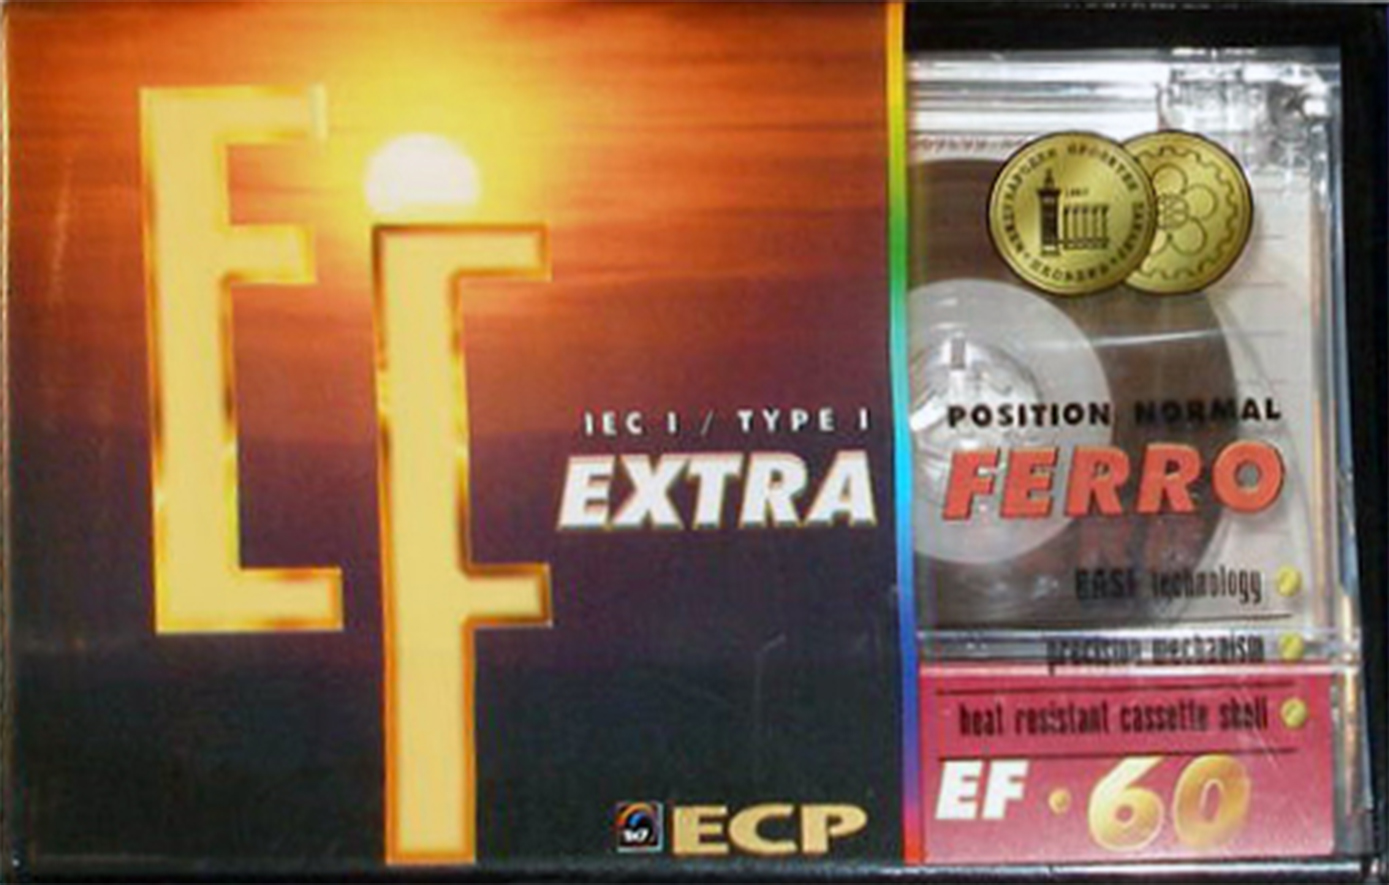 EF
IEC I / TYPE I
EXTRA
ECP
POSITION NORMAL
FERRO
BASF technology
precision mechanism
heat resistant cassette shell
EF · 60